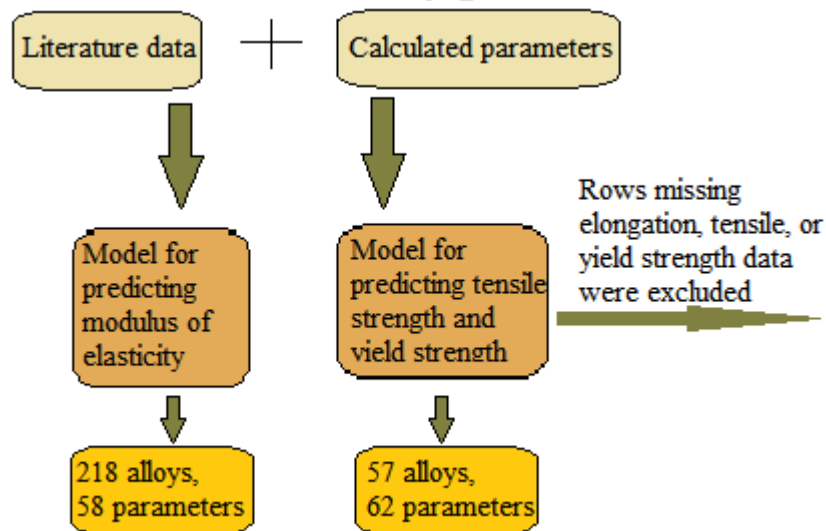 Literature data
+
Calculated parameters
Model for
predicting
modulus of
elasticity
Model for
predicting tensile
strength and
yield strength
Rows missing
elongation, tensile, or
yield strength data
were excluded
218 alloys,
58 parameters
57 alloys,
62 parameters